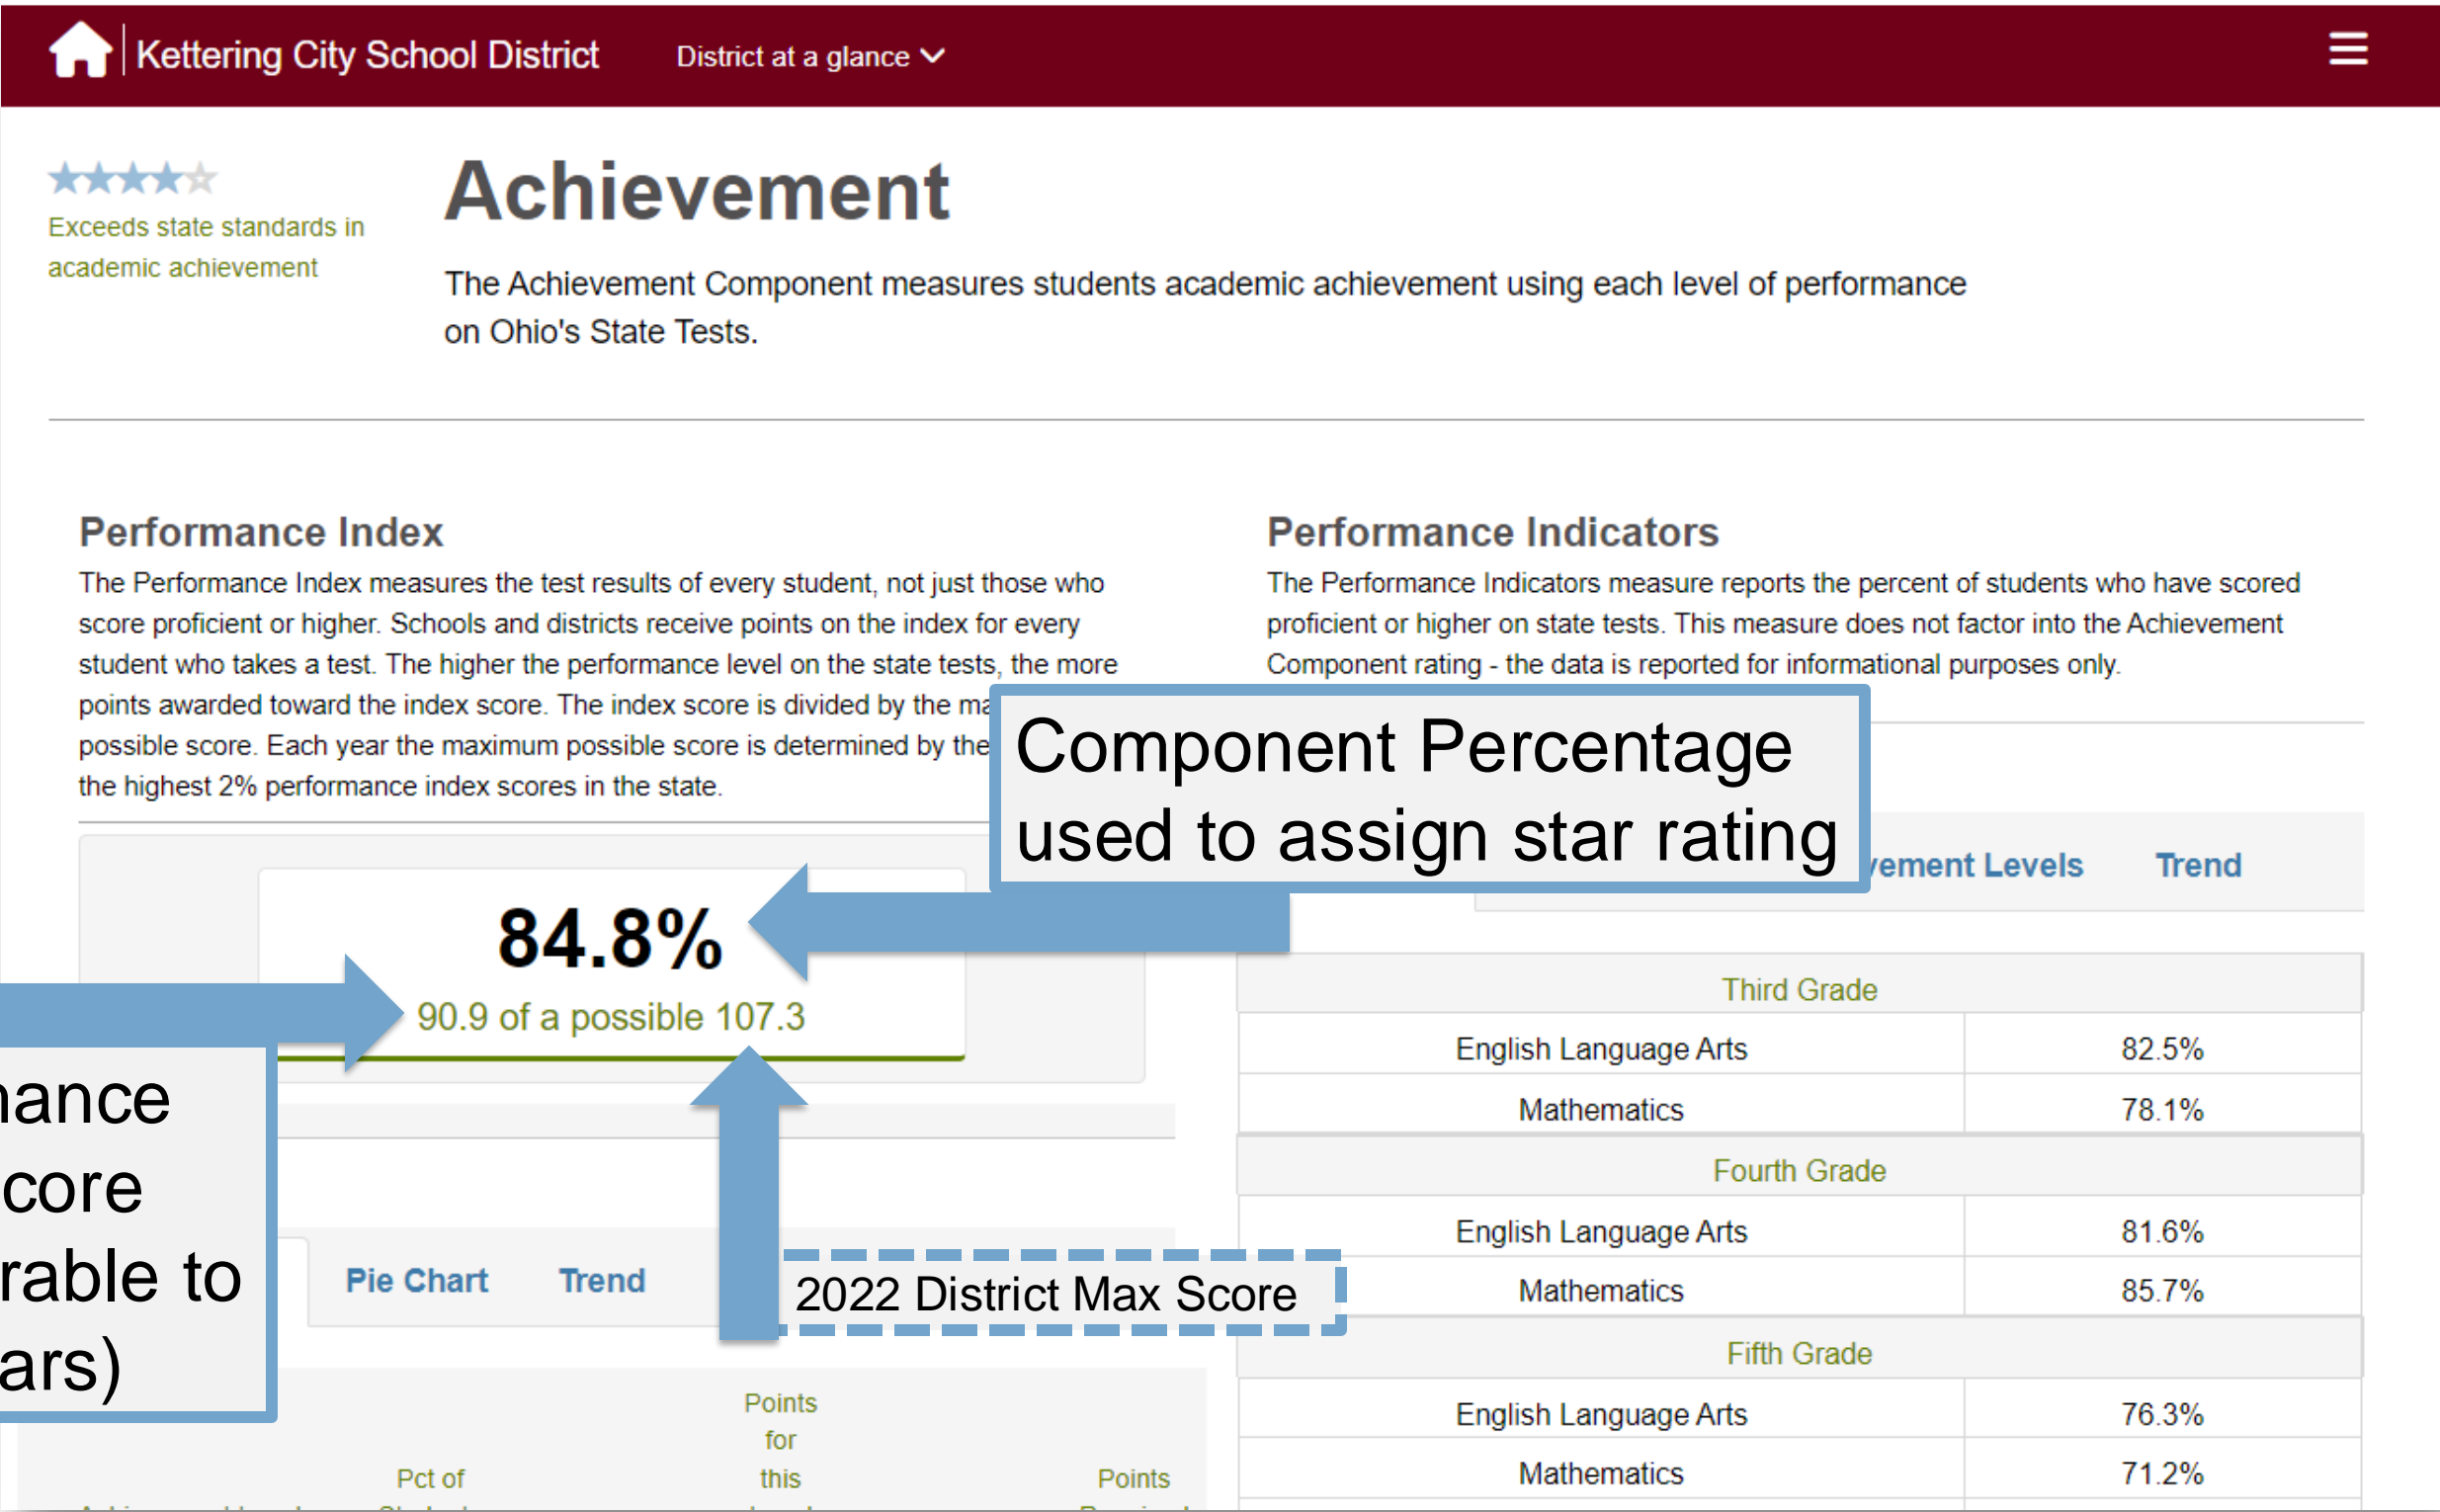 Kettering City School District
District at a glance
Exceeds state standards in
academic achievement
Achievement
The Achievement Component measures students academic achievement using each level of performance
on Ohio's State Tests.
Performance Index
The Performance Index measures the test results of every student, not just those who
score proficient or higher. Schools and districts receive points on the index for every
student who takes a test. The higher the performance level on the state tests, the more
points awarded toward the index score. The index score is divided by the
possible score. Each year the maximum possible score is determined by the
the highest 2% performance index scores in the state.
Performance Indicators
The Performance Indicators measure reports the percent of students who have scored
proficient or higher on state tests. This measure does not factor into the Achievement
Component rating - the data is reported for informational purposes only.
Component Percentage
used to assign star rating
84.8%
90.9 of a possible 107.3
2022 District Max Score
Pie Chart Trend
Points
for
this
Pct of
Points
Levels Trend
Third Grade
English Language Arts 82.5%
Mathematics 78.1%
Fourth Grade
English Language Arts 81.6%
Mathematics 85.7%
Fifth Grade
English Language Arts 76.3%
Mathematics 71.2%
to